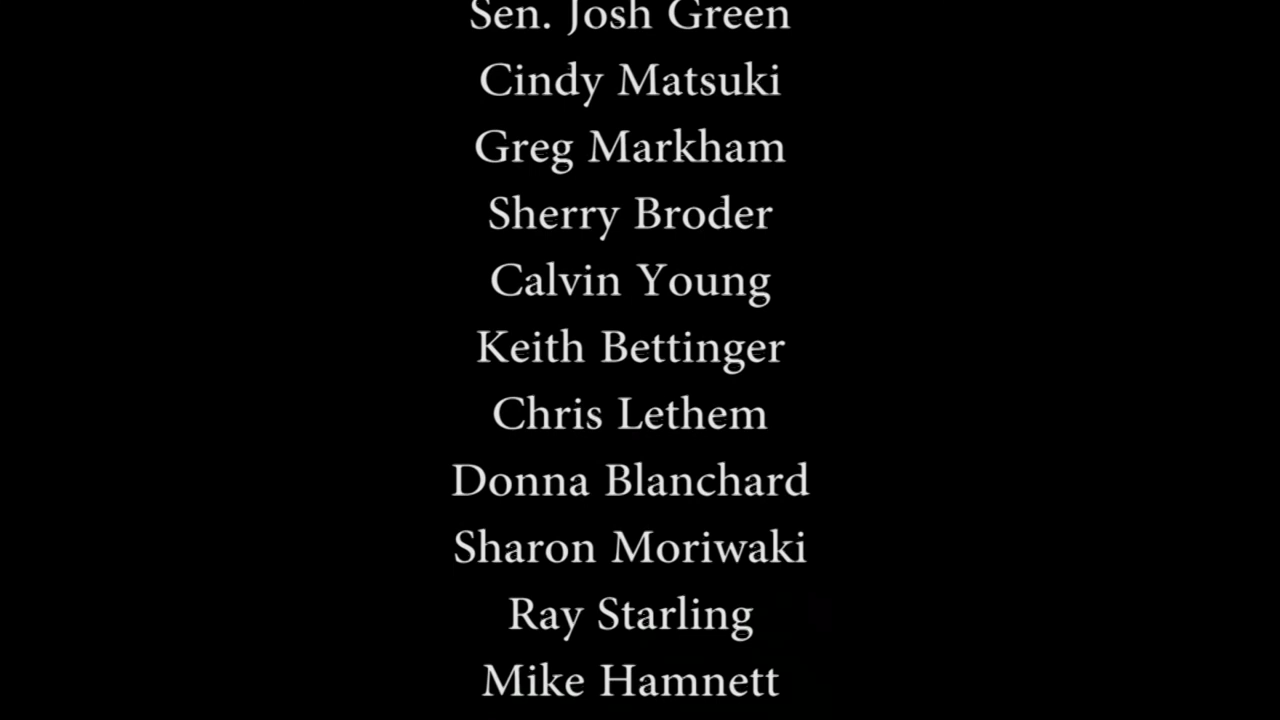 Sen. Josh Green
Cindy Matsuki
Greg Markham
Sherry Broder
Calvin Young
Keith Bettinger
Chris Lethem
Donna Blanchard
Sharon Moriwaki
Ray Starling
Mike Hamnett